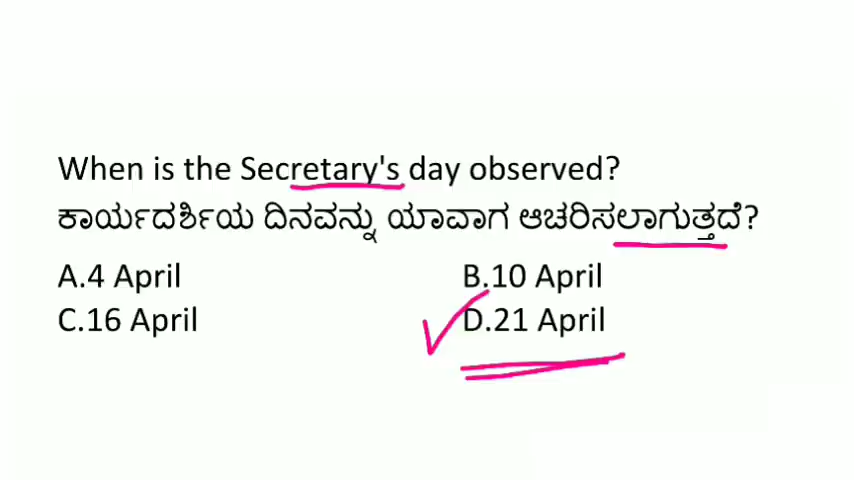 When is the Secretary's day observed?
ಕಾರ್ಯದರ್ಶಿಯ ದಿನವನ್ನು ಯಾವಾಗ ಆಚರಿಸಲಾಗುತ್ತದೆ?
A.4 April B.10 April
C.16 April D.21 April